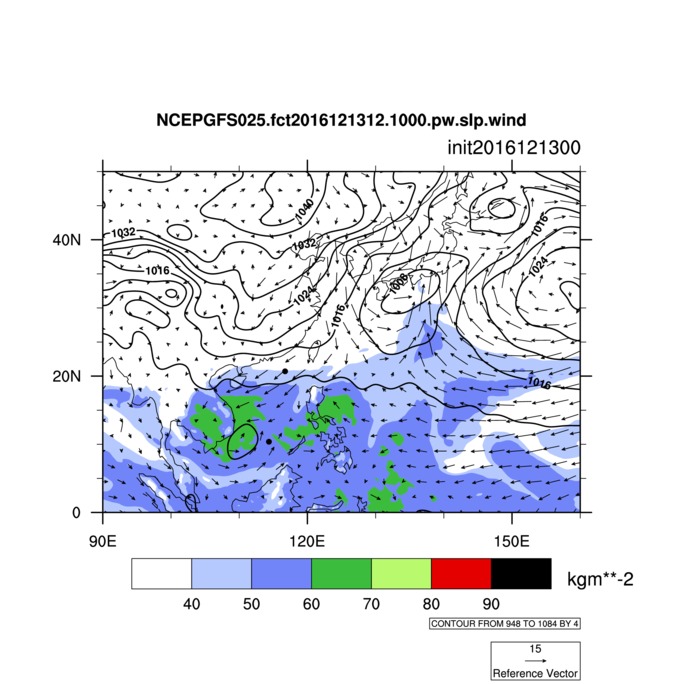 NCEPGFS025.fct2016121312.1000.pw.slp.wind
init2016121300
1040
1016
40N
1032
1032
1024
1016
1008
1024
1016
20N
1016
0
90E 120E 150E
kgm**-2
40 50 60 70 80 90
CONTOUR FROM 948 TO 1084 BY 4
15
Reference Vector